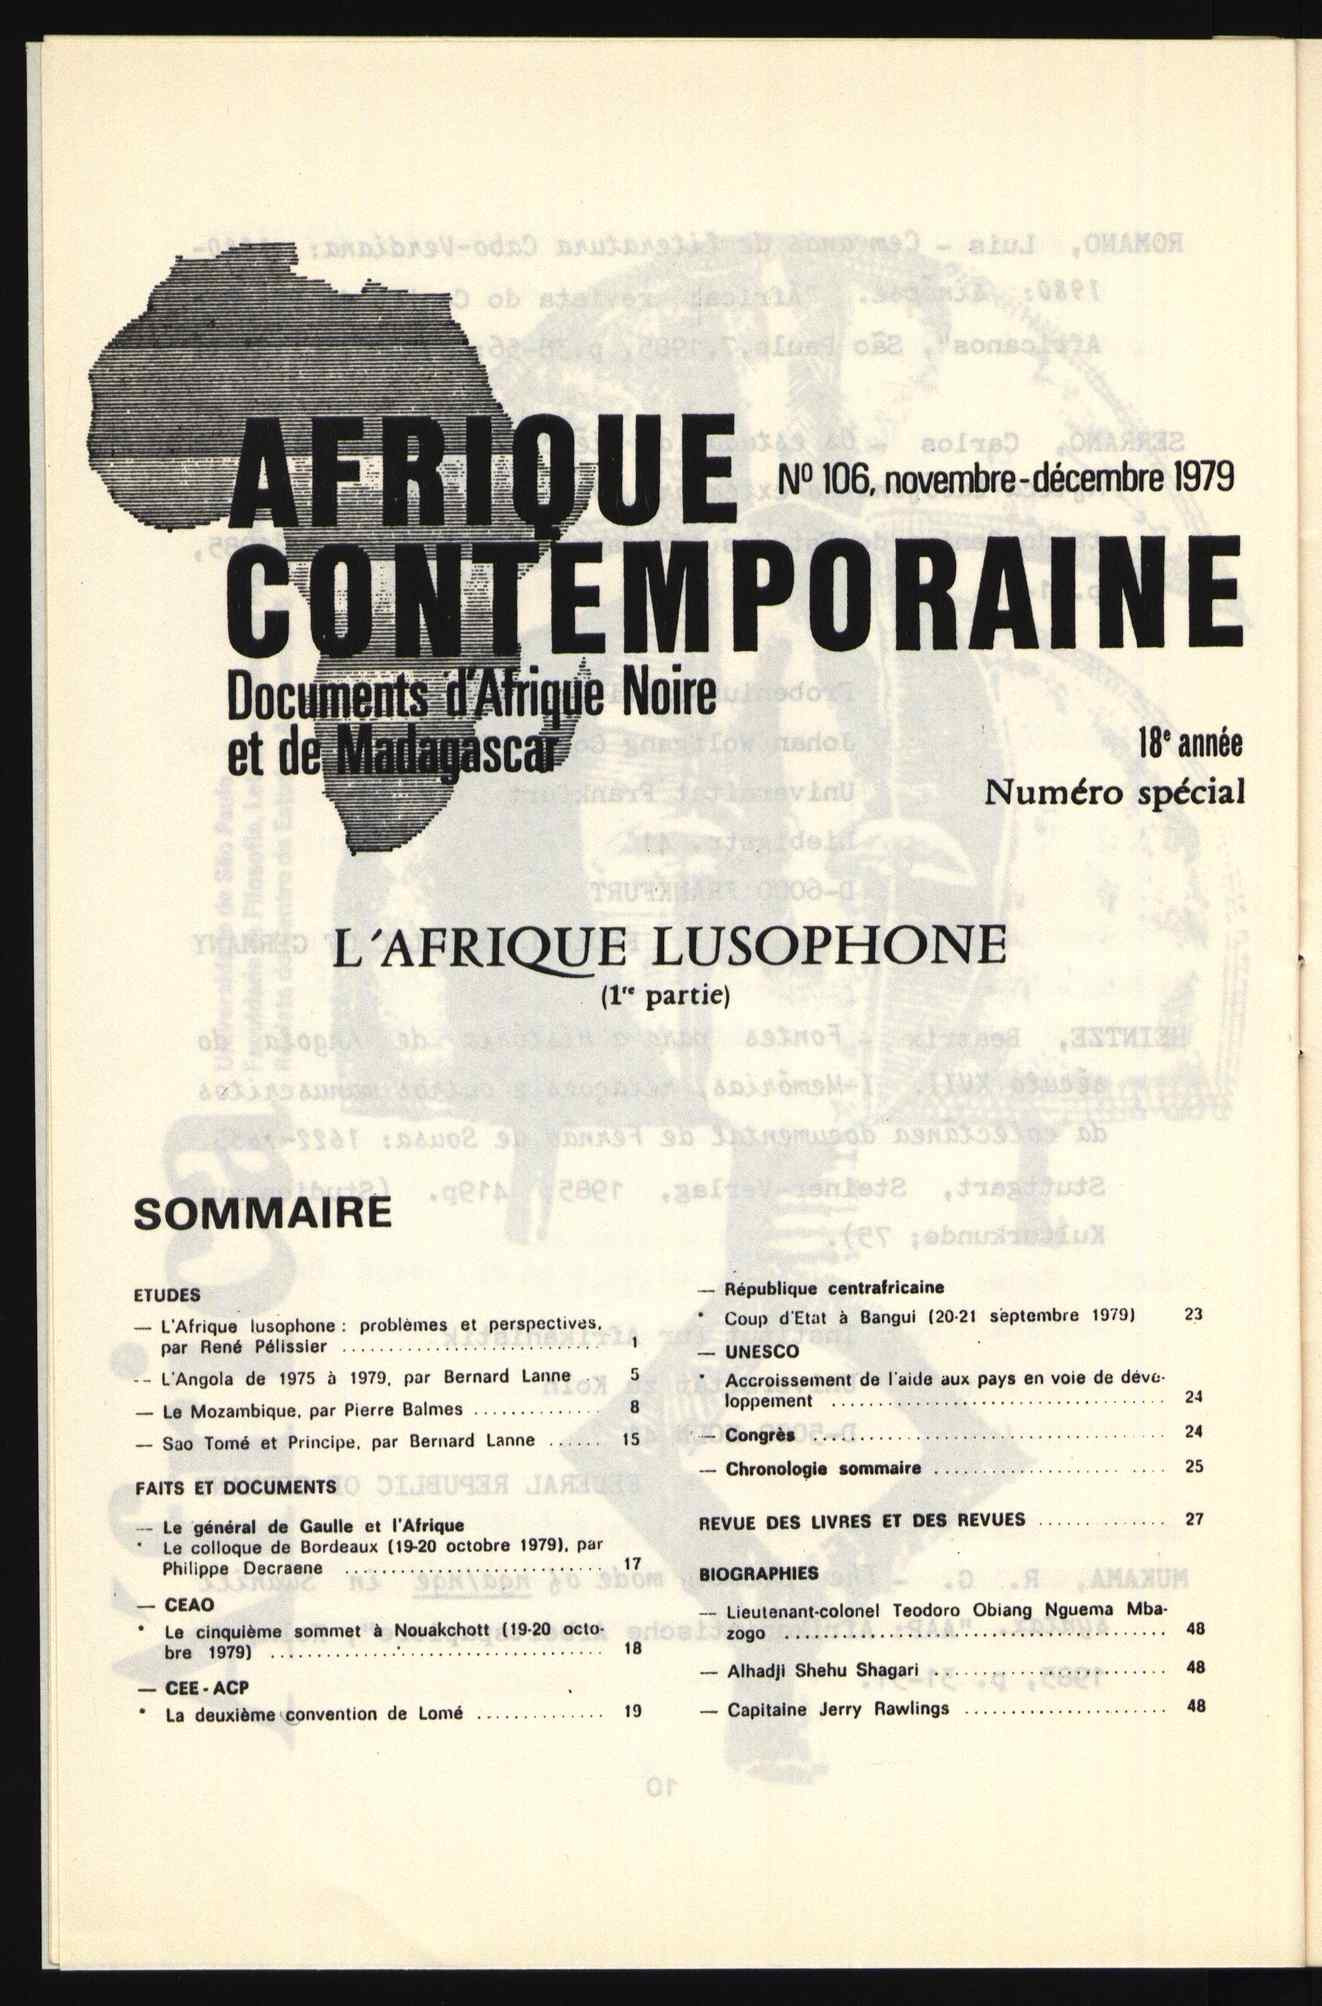 AFRIQUE
Nº 106, novembre-décembre 1979
CONTEMPORAINE
Documents d'Afrique Noire
et de Madagascar
18e année
Numéro spécial
L'AFRIQUE LUSOPHONE
(1re partie)
SOMMAIRE
ETUDES
— L'Afrique lusophone : problèmes et perspectives,
par René Pélissier .......................... 1
-- L'Angola de 1975 à 1979, par Bernard Lanne .. 5
— Le Mozambique, par Pierre Balmes .............. 8
— Sao Tomé et Principe, par Bernard Lanne ...... 15
FAITS ET DOCUMENTS
— Le général de Gaulle et l'Afrique
* Le colloque de Bordeaux (19-20 octobre 1979), par
Philippe Decraene ............................ 17
— CEAO
* Le cinquième sommet à Nouakchott (19-20 octo-
bre 1979) .................................... 18
— CEE - ACP
* La deuxième convention de Lomé .............. 19
— République centrafricaine
* Coup d'Etat à Bangui (20-21 septembre 1979) 23
— UNESCO
* Accroissement de l'aide aux pays en voie de déve-
loppement .................................... 24
— Congrès ...................................... 24
— Chronologie sommaire ......................... 25
REVUE DES LIVRES ET DES REVUES .............. 27
BIOGRAPHIES
— Lieutenant-colonel Teodoro Obiang Nguema Mba-
zogo ......................................... 48
— Alhadji Shehu Shagari ......................... 48
— Capitaine Jerry Rawlings ...................... 48